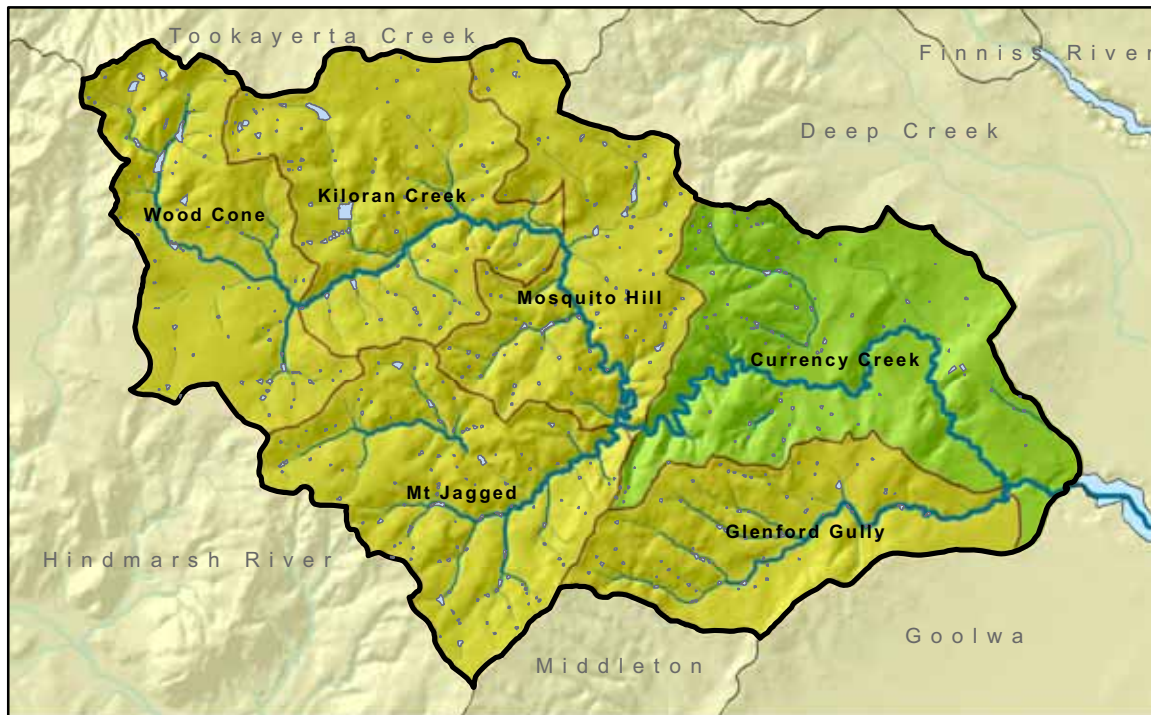 Tookayerta Creek
Finniss River
Deep Creek
Kiloran Creek
Wood Cone
Mosquito Hill
Currency Creek
Mt Jagged
Glenford Gully
Hindmarsh River
Goolwa
Middleton